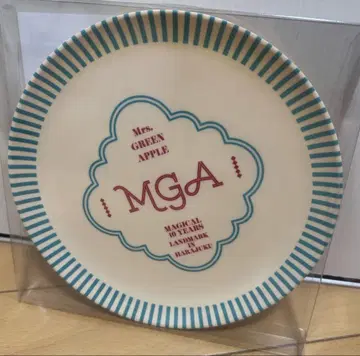 Mrs.
GREEN
APPLE
MGA
MAGICAL
10 YEARS
LANDMARK
IN
HARAJUKU